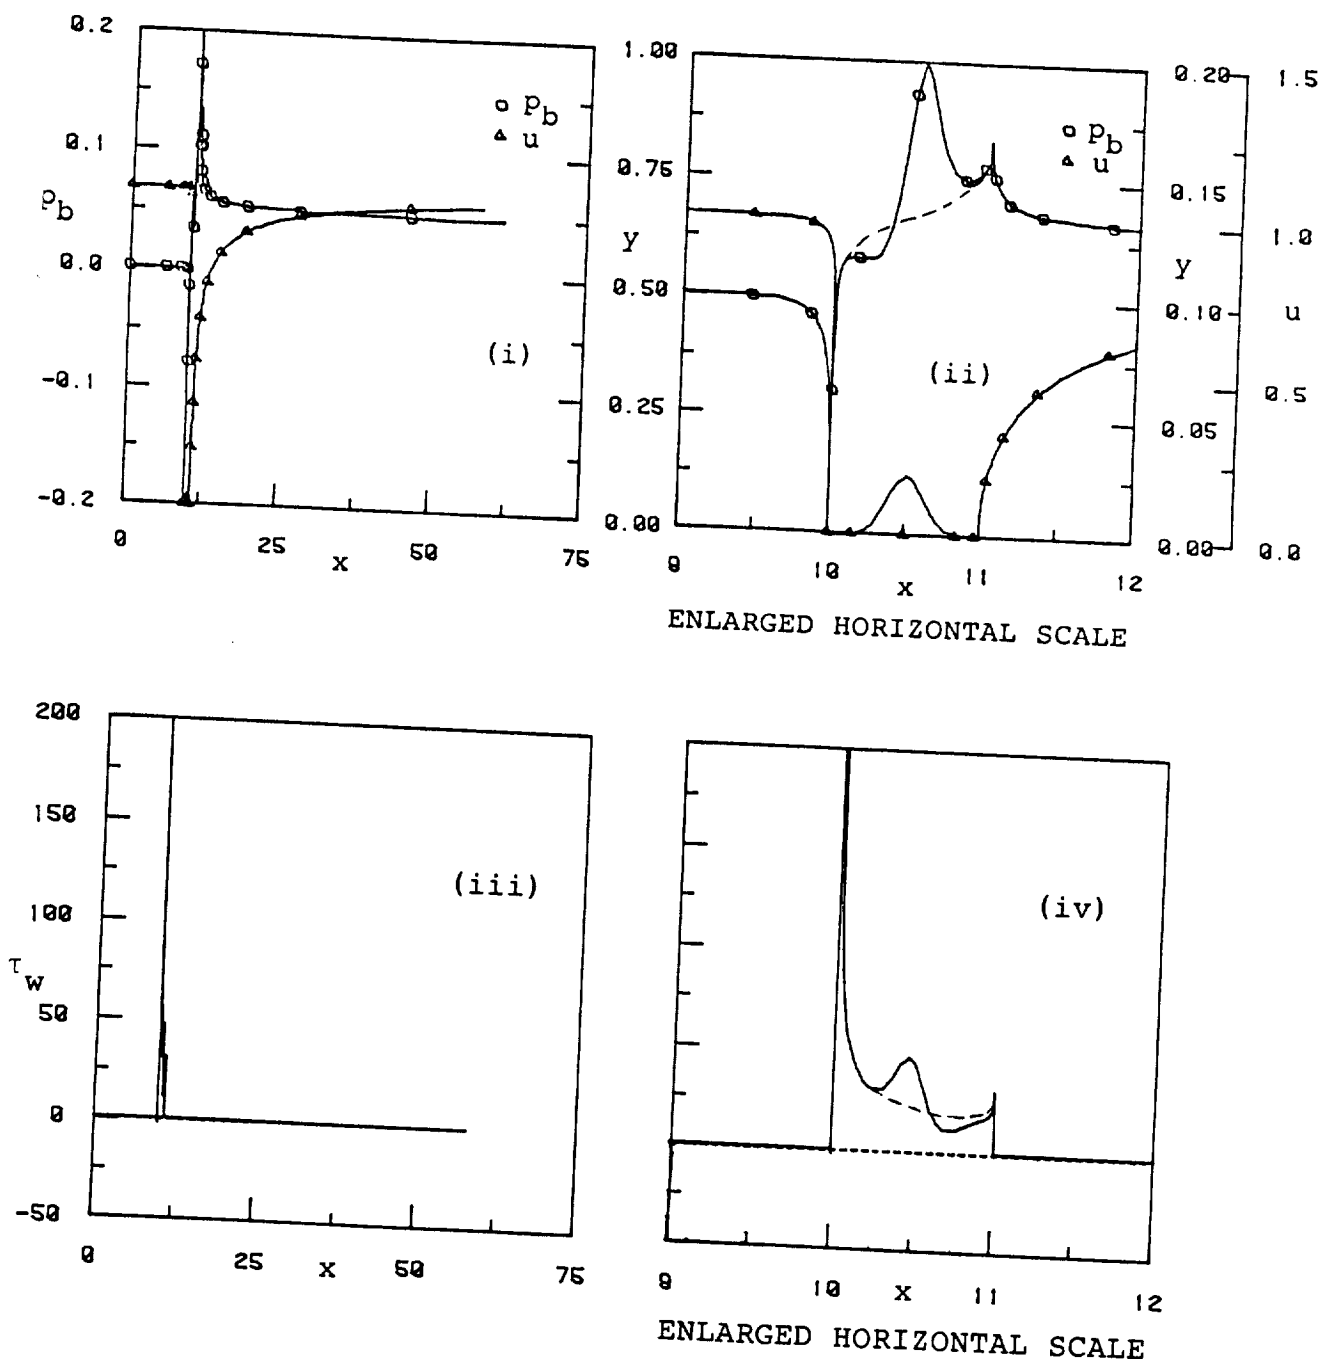 0.2
0.1
p_b
0.0
-0.1
-0.2
0
25
x
50
75
p_b
u
(i)
1.00
0.75
y
0.50
0.25
0.00
9
10
x
11
12
p_b
u
(ii)
0.20
0.15
y
0.10
0.05
0.00
1.5
1.0
u
0.5
0.0
ENLARGED HORIZONTAL SCALE
200
150
100
τ_w
50
0
-50
0
25
x
50
75
(iii)
(iv)
9
10
x
11
12
ENLARGED HORIZONTAL SCALE